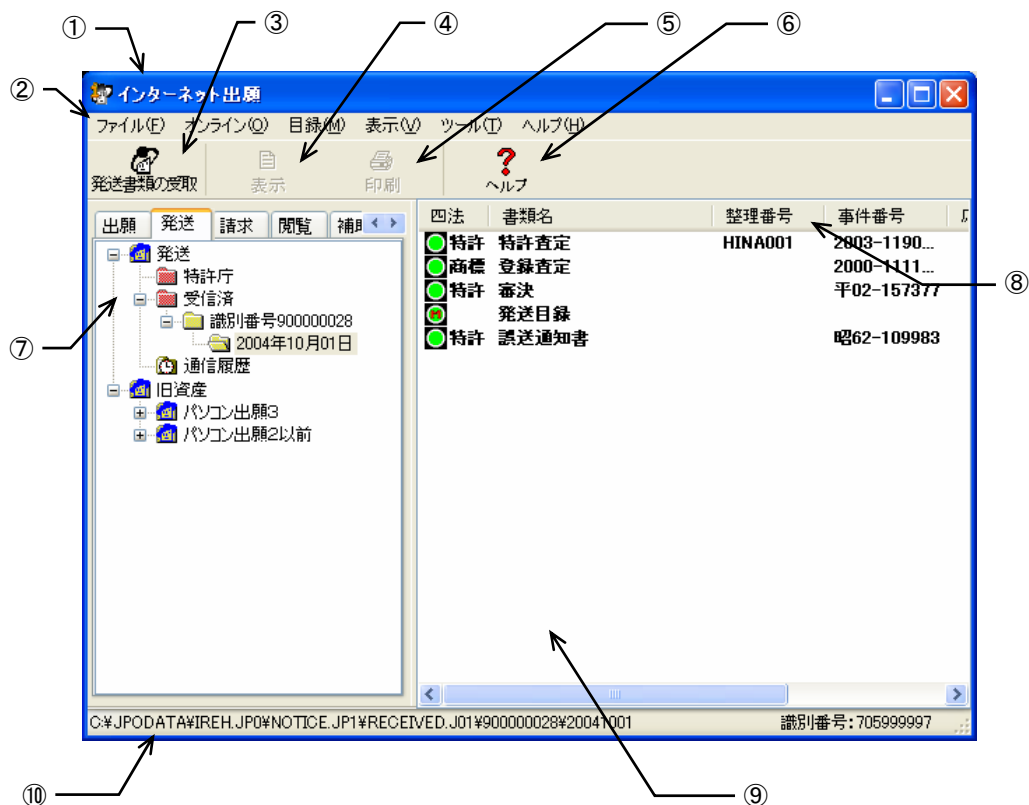 ① ③ ④ ⑤ ⑥
②
インターネット出願
ファイル(F) オンライン(O) 目録(M) 表示(V) ツール(T) ヘルプ(H)
発送書類の受取 表示 印刷 ヘルプ
出願 発送 請求 閲覧
四法 書類名 整理番号 事件番号
発送
特許庁
受信済
識別番号900000028
2004年10月01日
通信履歴
旧資産
パソコン出願3
パソコン出願2以前
特許 特許査定 HINA001 2003-1190...
商標 登録査定 2000-1111...
特許 審決 平02-157377
発送目録
特許 誤送通知書 昭62-109983
⑦
⑧
C:¥JPODATA¥IREH.JP0¥NOTICE.JP1¥RECEIVED.J01¥900000028¥20041001 識別番号:705999997
⑩ ⑨